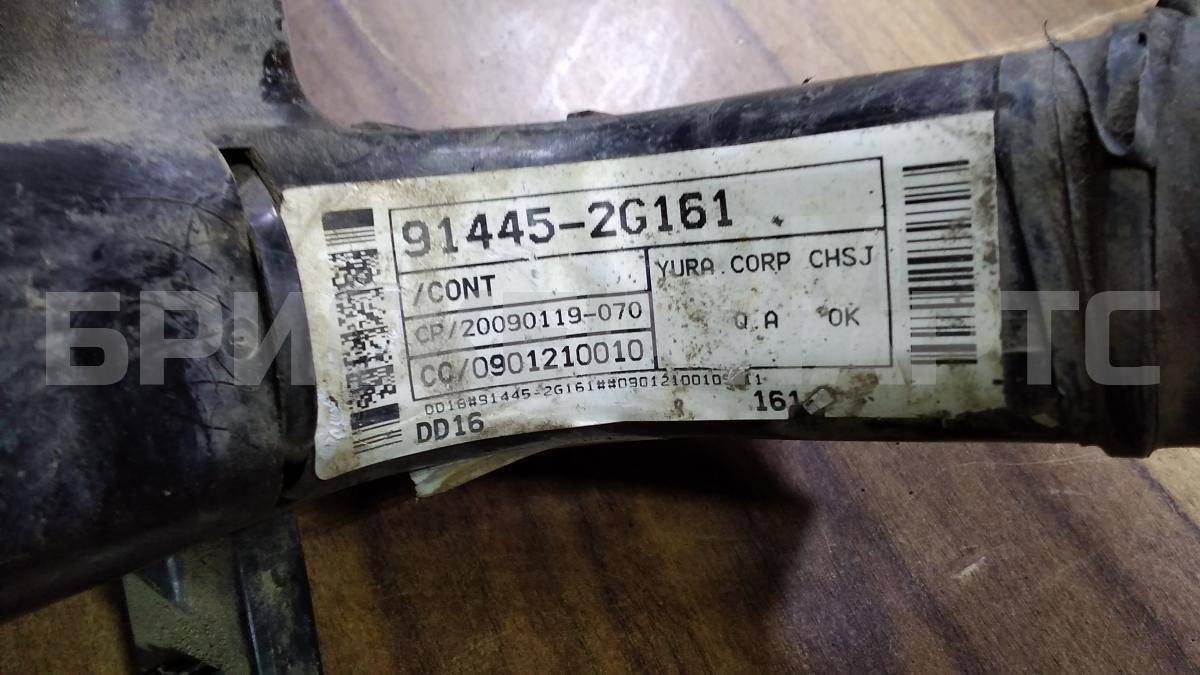 91445-2G161
/CONT
YURA CORP CHSJ
CP/20090119-070
Q.A OK
CC/0901210010
DD16 161